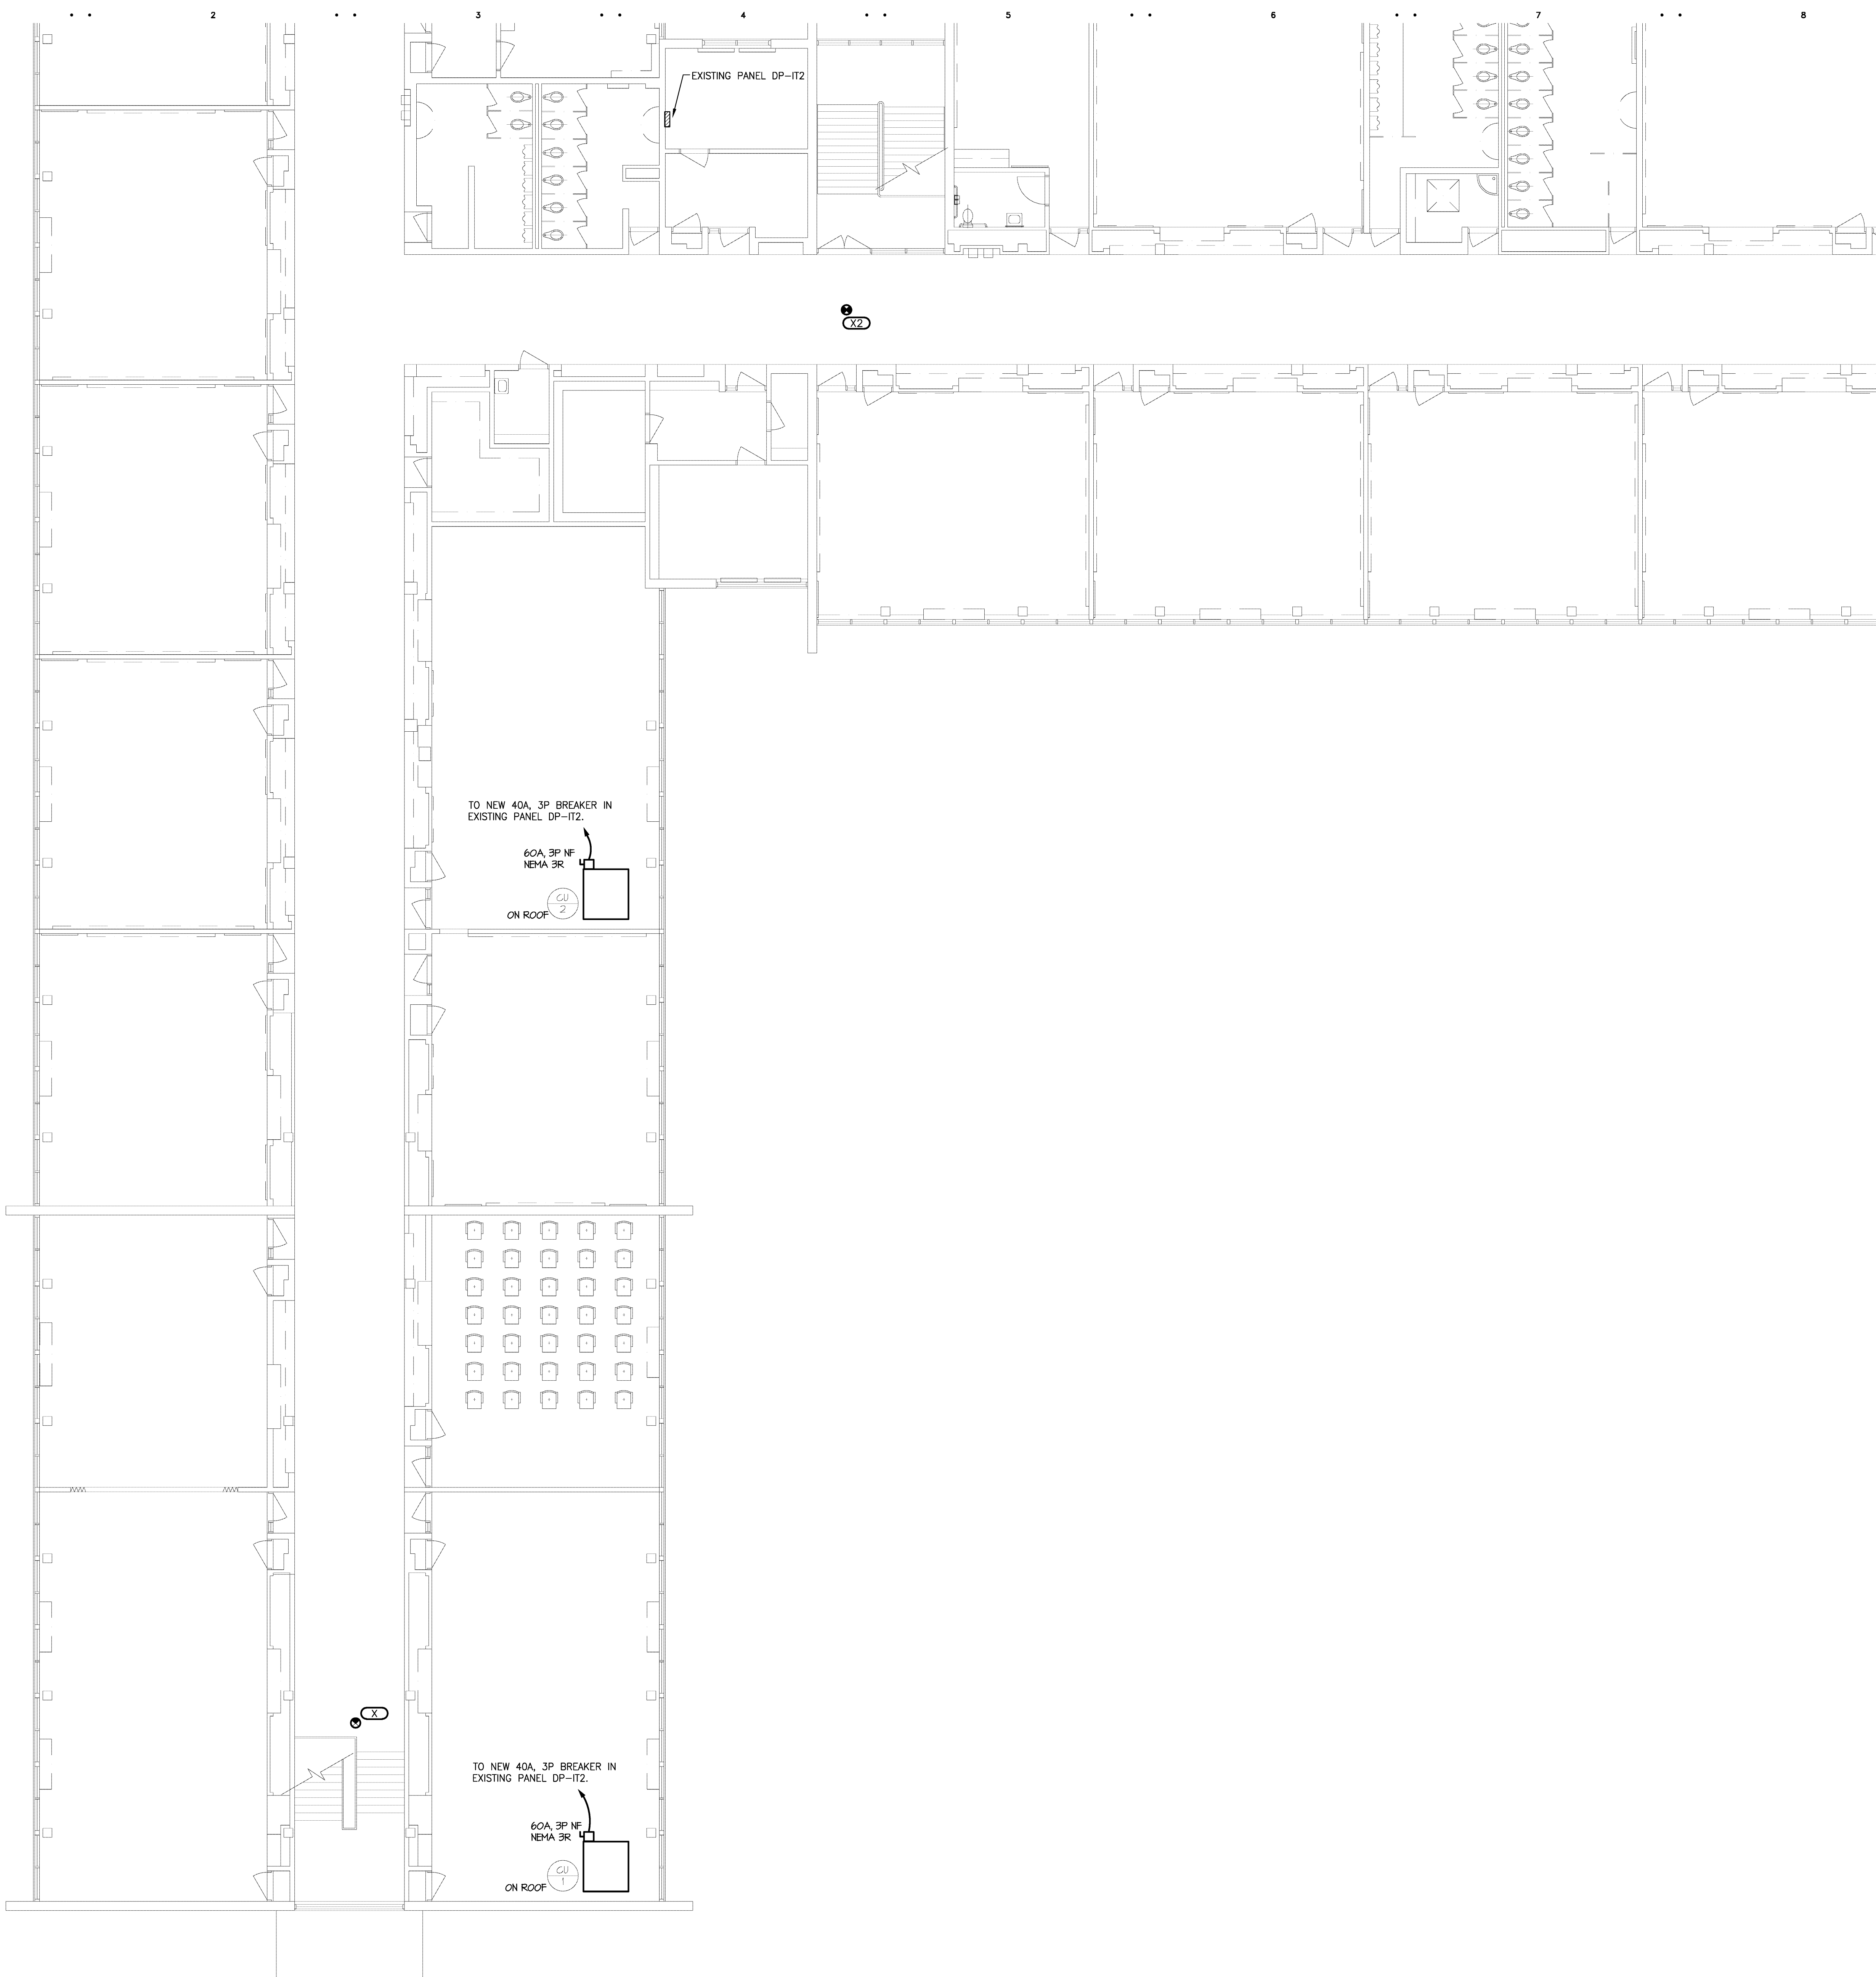 2 3 4 5 6 7 8
EXISTING PANEL DP-IT2
X2
TO NEW 40A, 3P BREAKER IN
EXISTING PANEL DP-IT2.
60A, 3P NF
NEMA 3R
CU
2
ON ROOF
X
TO NEW 40A, 3P BREAKER IN
EXISTING PANEL DP-IT2.
60A, 3P NF
NEMA 3R
CU
1
ON ROOF